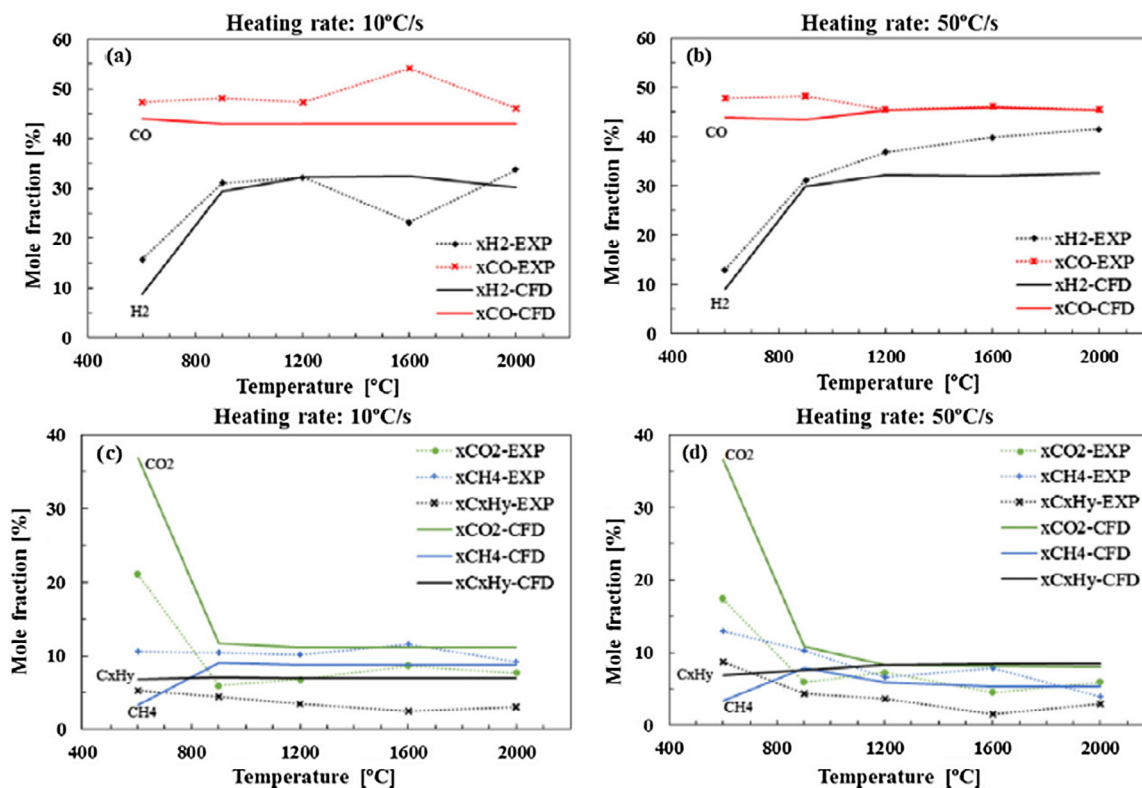 Heating rate: 10°C/s
(a)
Mole fraction [%]
60
50
40
30
20
10
0
CO
H2
xH2-EXP
xCO-EXP
xH2-CFD
xCO-CFD
400 800 1200 1600 2000
Temperature [°C]
Heating rate: 50°C/s
(b)
Mole fraction [%]
60
50
40
30
20
10
0
CO
H2
xH2-EXP
xCO-EXP
xH2-CFD
xCO-CFD
400 800 1200 1600 2000
Temperature [°C]
Heating rate: 10°C/s
(c)
Mole fraction [%]
40
30
20
10
0
CO2
CxHy
CH4
xCO2-EXP
xCH4-EXP
xCxHy-EXP
xCO2-CFD
xCH4-CFD
xCxHy-CFD
400 800 1200 1600 2000
Temperature [°C]
Heating rate: 50°C/s
(d)
Mole fraction [%]
40
30
20
10
0
CO2
CxHy
CH4
xCO2-EXP
xCH4-EXP
xCxHy-EXP
xCO2-CFD
xCH4-CFD
xCxHy-CFD
400 800 1200 1600 2000
Temperature [°C]